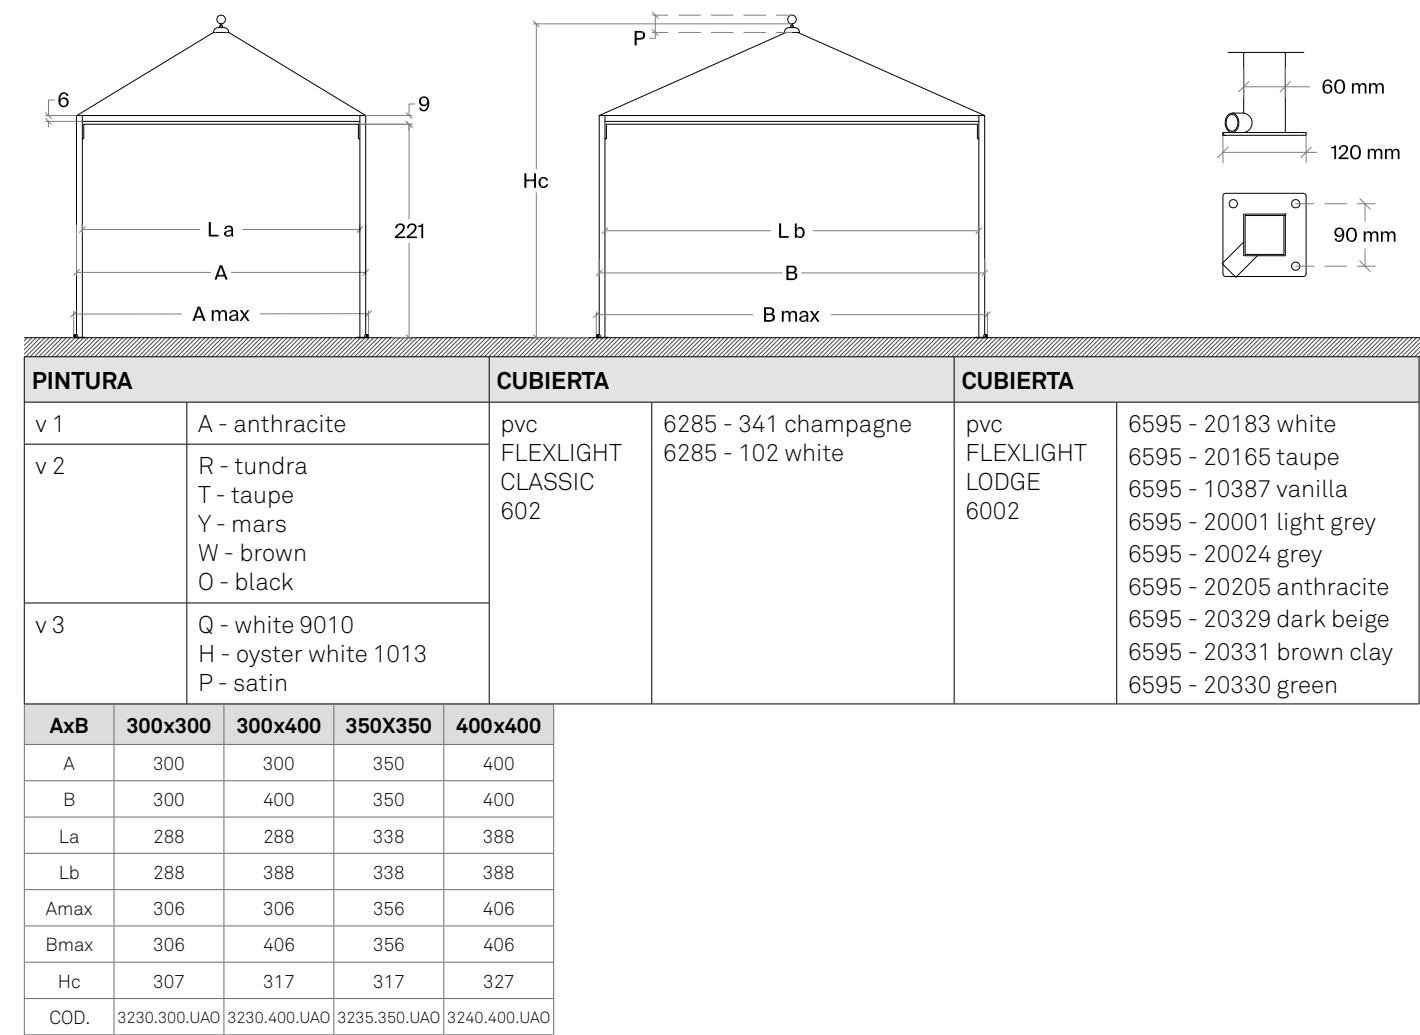 P
6
9
60 mm
120 mm
Hc
L a
221
L b
90 mm
A
B
A max
B max
PINTURA CUBIERTA CUBIERTA
v 1 A - anthracite
v 2 R - tundra
T - taupe
Y - mars
W - brown
O - black
v 3 Q - white 9010
H - oyster white 1013
P - satin
pvc
FLEXLIGHT
CLASSIC
602
6285 - 341 champagne
6285 - 102 white
pvc
FLEXLIGHT
LODGE
6002
6595 - 20183 white
6595 - 20165 taupe
6595 - 10387 vanilla
6595 - 20001 light grey
6595 - 20024 grey
6595 - 20205 anthracite
6595 - 20329 dark beige
6595 - 20331 brown clay
6595 - 20330 green
AxB 300x300 300x400 350X350 400x400
A 300 300 350 400
B 300 400 350 400
La 288 288 338 388
Lb 288 388 338 388
Amax 306 306 356 406
Bmax 306 406 356 406
Hc 307 317 317 327
COD. 3230.300.UAO 3230.400.UAO 3235.350.UAO 3240.400.UAO